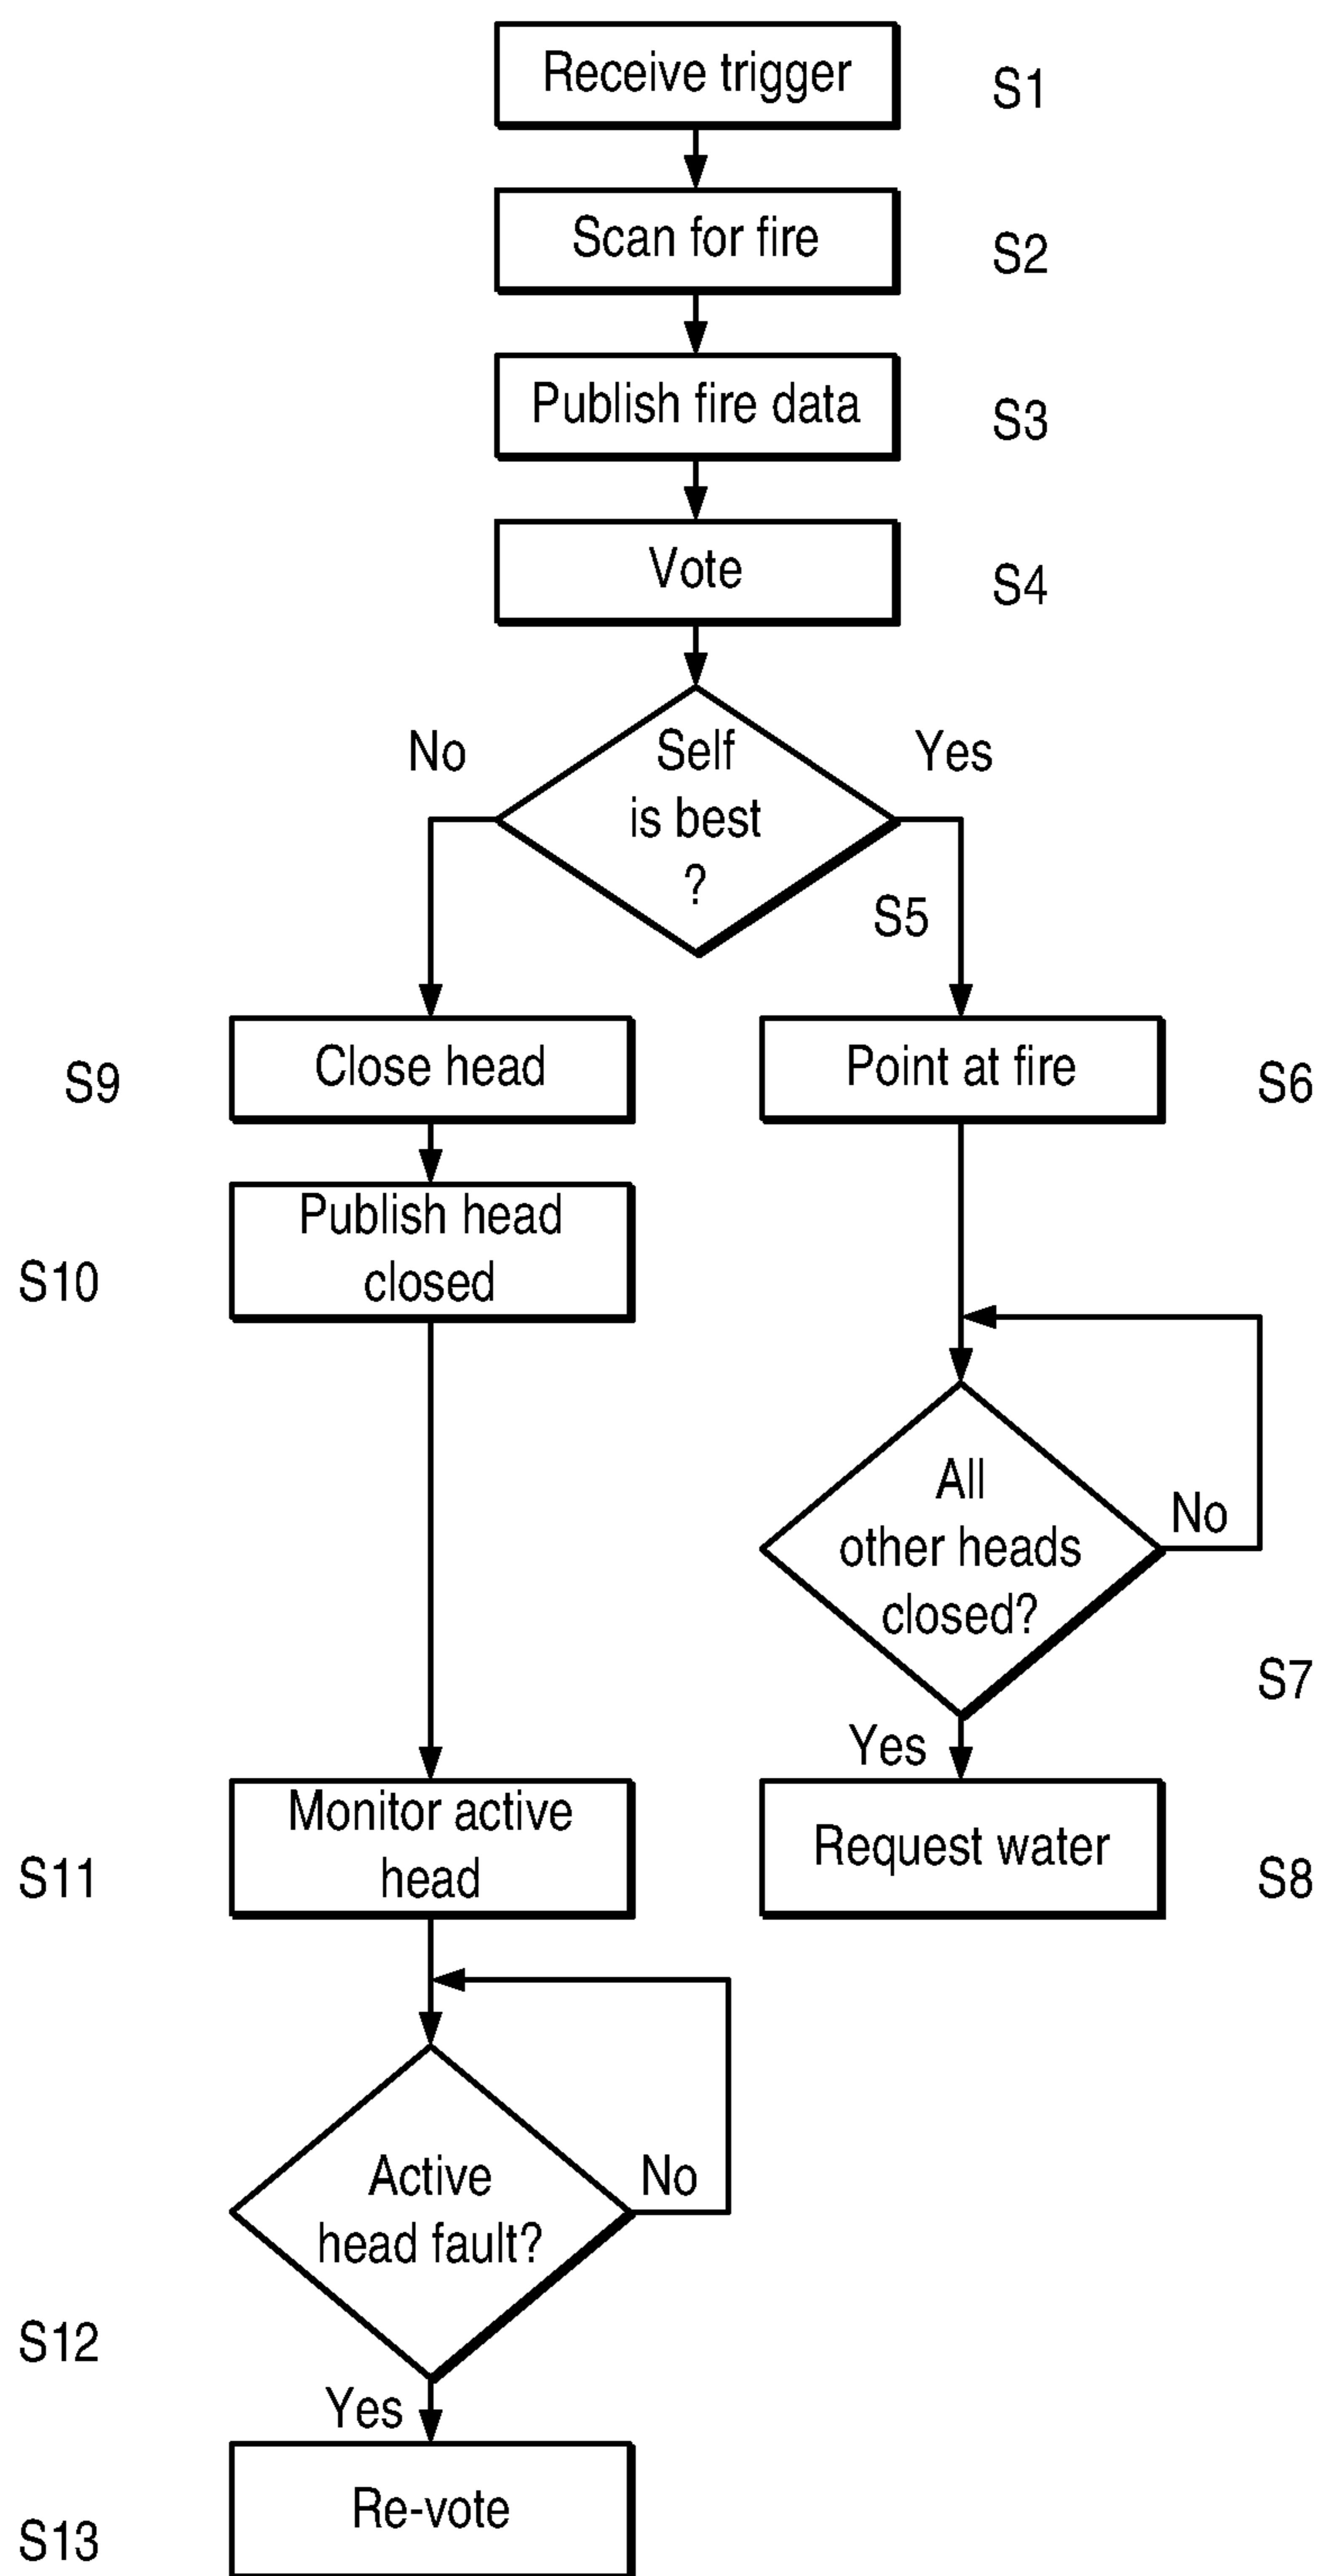 Receive trigger
S1
Scan for fire
S2
Publish fire data
S3
Vote
S4
No
Self
is best
?
Yes
S5
S9
Close head
Point at fire
S6
Publish head
closed
S10
All
other heads
closed?
No
S7
Yes
Monitor active
head
S11
Request water
S8
Active
head fault?
No
S12
Yes
Re-vote
S13